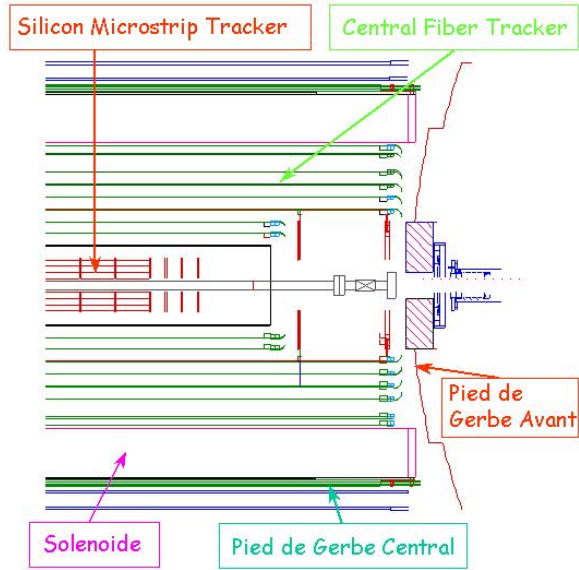 Silicon Microstrip Tracker
Central Fiber Tracker
Pied de
Gerbe Avant
Solenoide
Pied de Gerbe Central